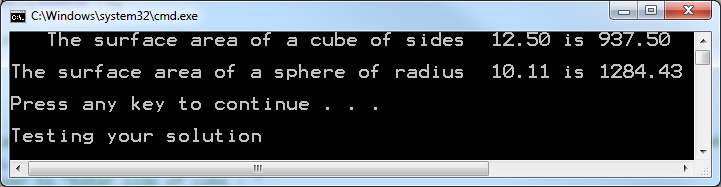 C:\Windows\system32\cmd.exe
The surface area of a cube of sides  12.50 is 937.50
The surface area of a sphere of radius  10.11 is 1284.43
Press any key to continue . . .
Testing your solution